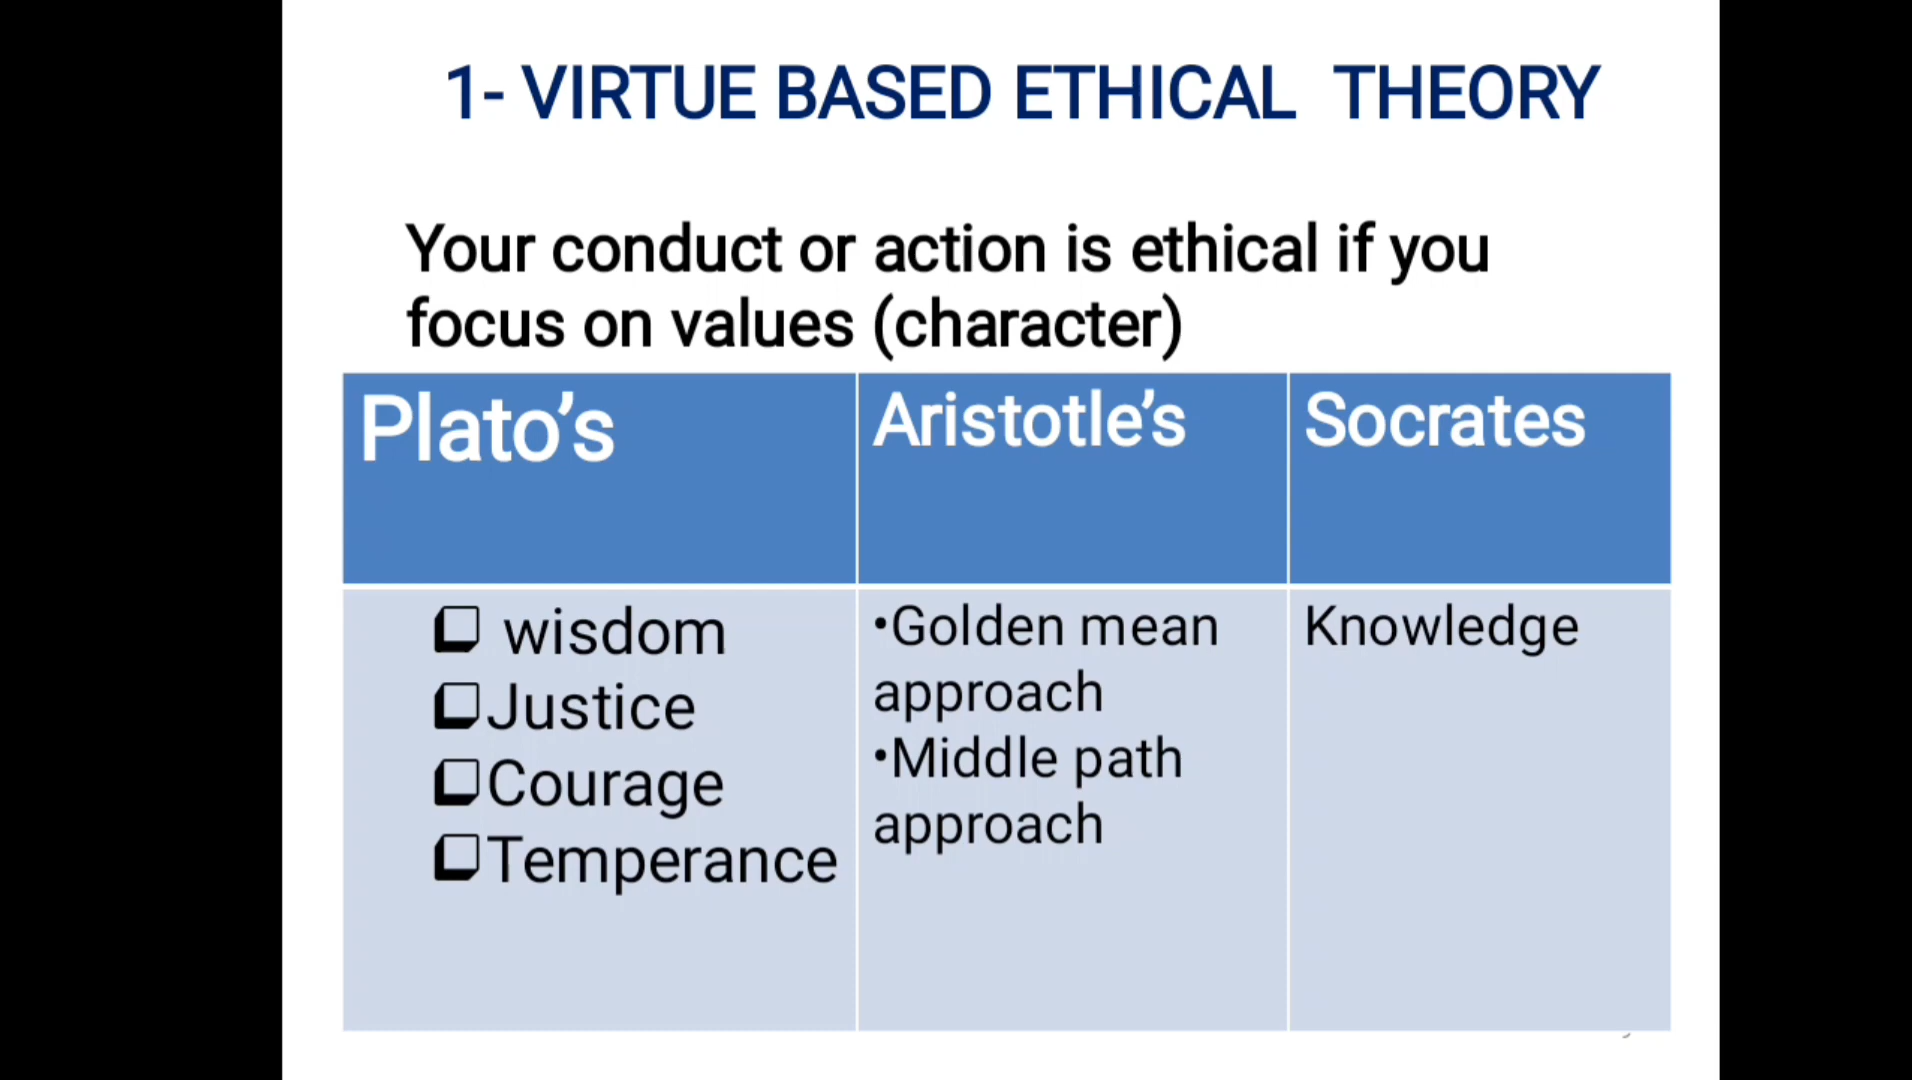 1- VIRTUE BASED ETHICAL THEORY
Your conduct or action is ethical if you
focus on values (character)
Plato’s
Aristotle’s
Socrates
❑ wisdom
❑Justice
❑Courage
❑Temperance
•Golden mean
approach
•Middle path
approach
Knowledge